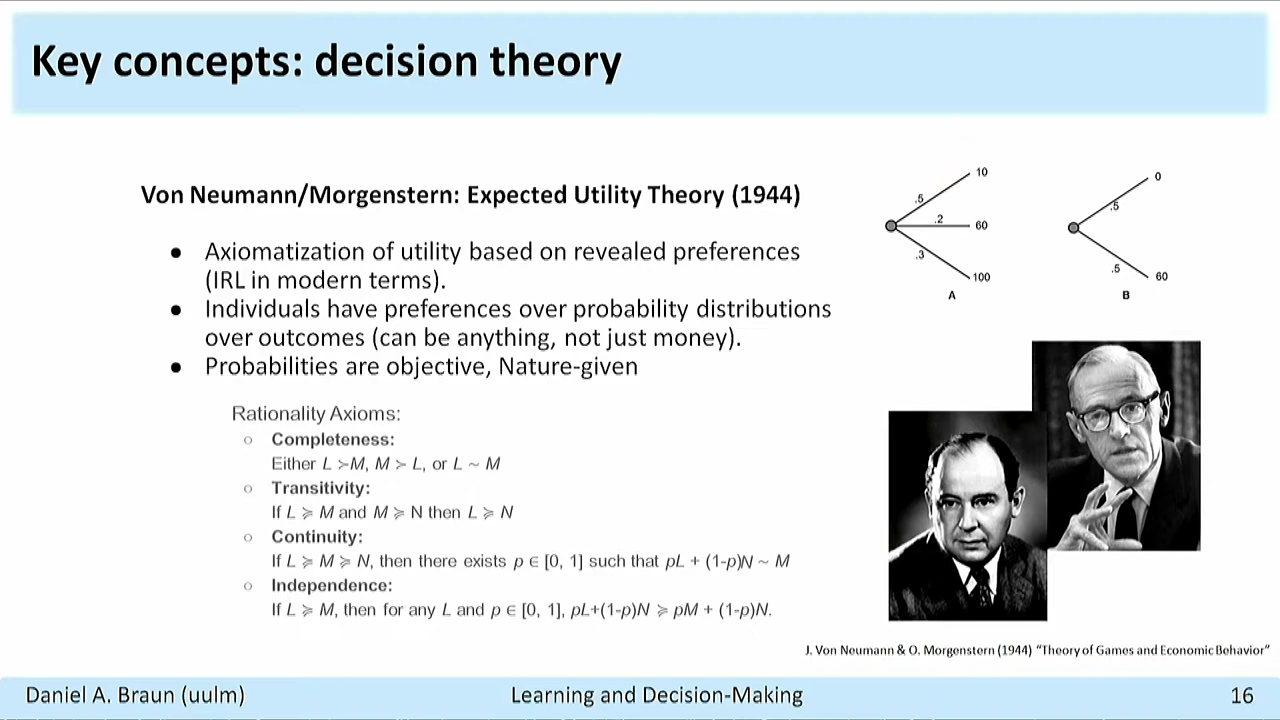 Key concepts: decision theory
Von Neumann/Morgenstern: Expected Utility Theory (1944)
● Axiomatization of utility based on revealed preferences
(IRL in modern terms).
● Individuals have preferences over probability distributions
over outcomes (can be anything, not just money).
● Probabilities are objective, Nature-given
Rationality Axioms:
○ Completeness:
Either L ≻M, M ≻ L, or L ~ M
○ Transitivity:
If L ≽ M and M ≽ N then L ≽ N
○ Continuity:
If L ≽ M ≽ N, then there exists p ∈ [0, 1] such that pL + (1-p)N ~ M
○ Independence:
If L ≽ M, then for any L and p ∈ [0, 1], pL+(1-p)N ≽ pM + (1-p)N.
10
.5
.2
60
.3
100
A
0
.5
.5
60
B
J. Von Neumann & O. Morgenstern (1944) “Theory of Games and Economic Behavior”
Daniel A. Braun (uulm)
Learning and Decision-Making
16